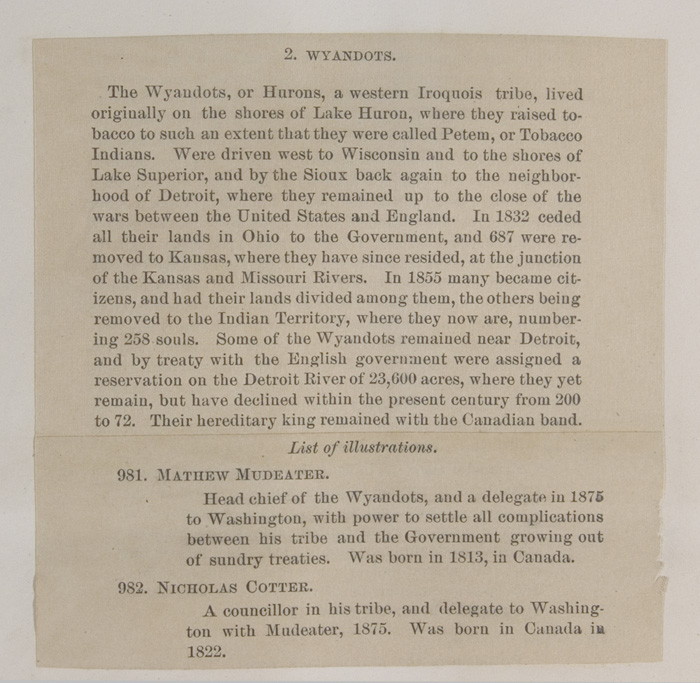 2. WYANDOTS.
The Wyandots, or Hurons, a western Iroquois tribe, lived
originally on the shores of Lake Huron, where they raised to-
bacco to such an extent that they were called Petem, or Tobacco
Indians. Were driven west to Wisconsin and to the shores of
Lake Superior, and by the Sioux back again to the neighbor-
hood of Detroit, where they remained up to the close of the
wars between the United States and England. In 1832 ceded
all their lands in Ohio to the Government, and 687 were re-
moved to Kansas, where they have since resided, at the junction
of the Kansas and Missouri Rivers. In 1855 many became cit-
izens, and had their lands divided among them, the others being
removed to the Indian Territory, where they now are, number-
ing 258 souls. Some of the Wyandots remained near Detroit,
and by treaty with the English government were assigned a
reservation on the Detroit River of 23,600 acres, where they yet
remain, but have declined within the present century from 200
to 72. Their hereditary king remained with the Canadian band.
List of illustrations.
981. MATHEW MUDEATER.
Head chief of the Wyandots, and a delegate in 1875
to Washington, with power to settle all complications
between his tribe and the Government growing out
of sundry treaties. Was born in 1813, in Canada.
982. NICHOLAS COTTER.
A councillor in his tribe, and delegate to Washing-
ton with Mudeater, 1875. Was born in Canada in
1822.